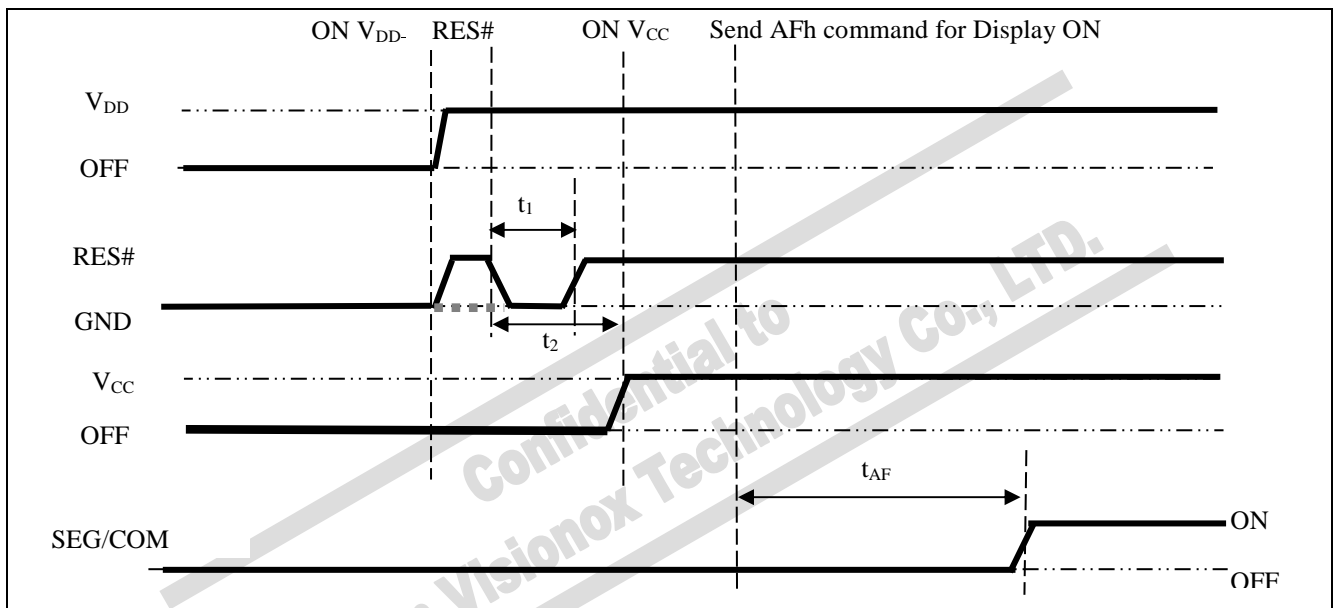 ON VDD- RES# ON VCC Send AFh command for Display ON
VDD
OFF
t1
RES#
GND
t2
VCC
OFF
tAF
ON
SEG/COM
OFF
Confidential to
Visionox Technology Co., LTD.